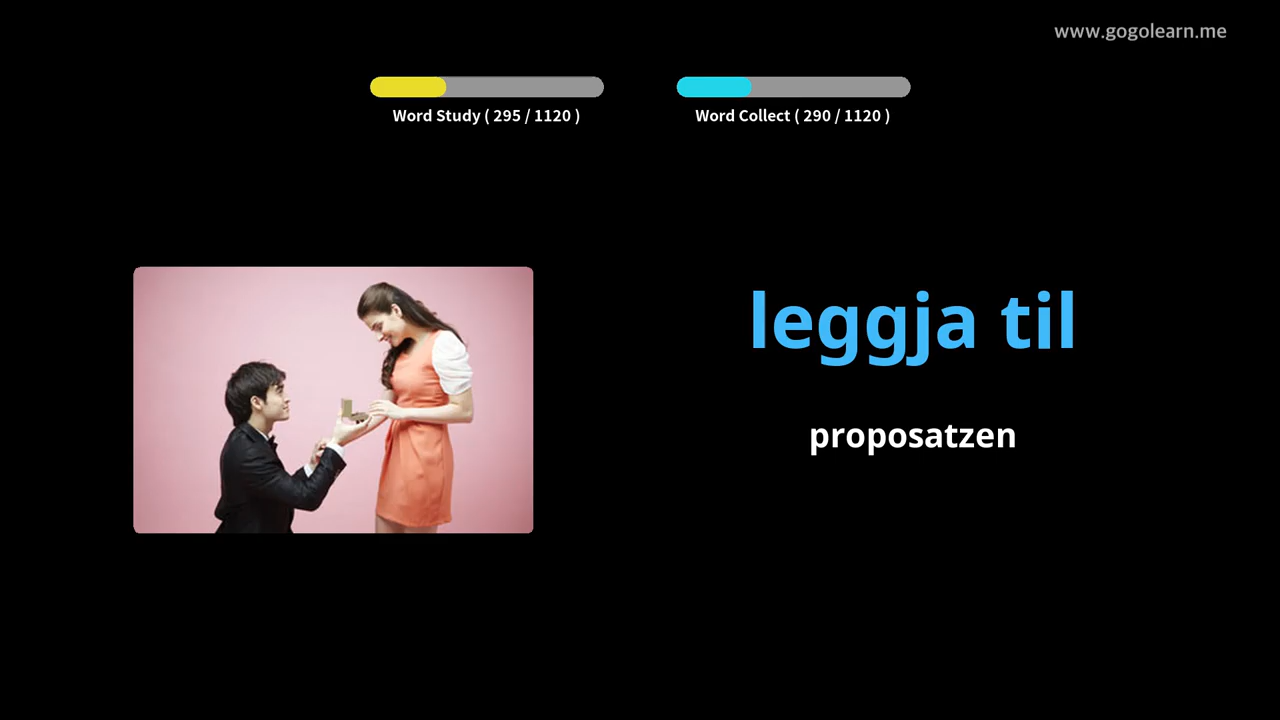 www.gogolearn.me
Word Study ( 295 / 1120 )
Word Collect ( 290 / 1120 )
leggja til
proposatzen